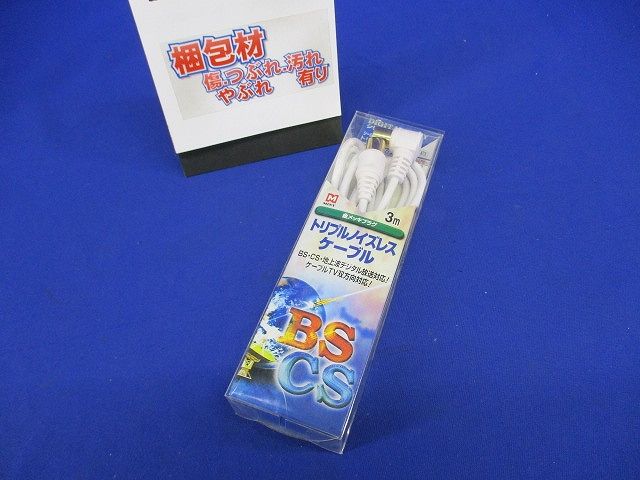 梱包材
傷・つぶれ・汚れ
やぶれ 有り
DIGIT
M
3m
金メッキプラグ
トリプルノイズレス
ケーブル
BS・CS・地上波デジタル放送対応!
ケーブルTV双方向対応!
BS
CS